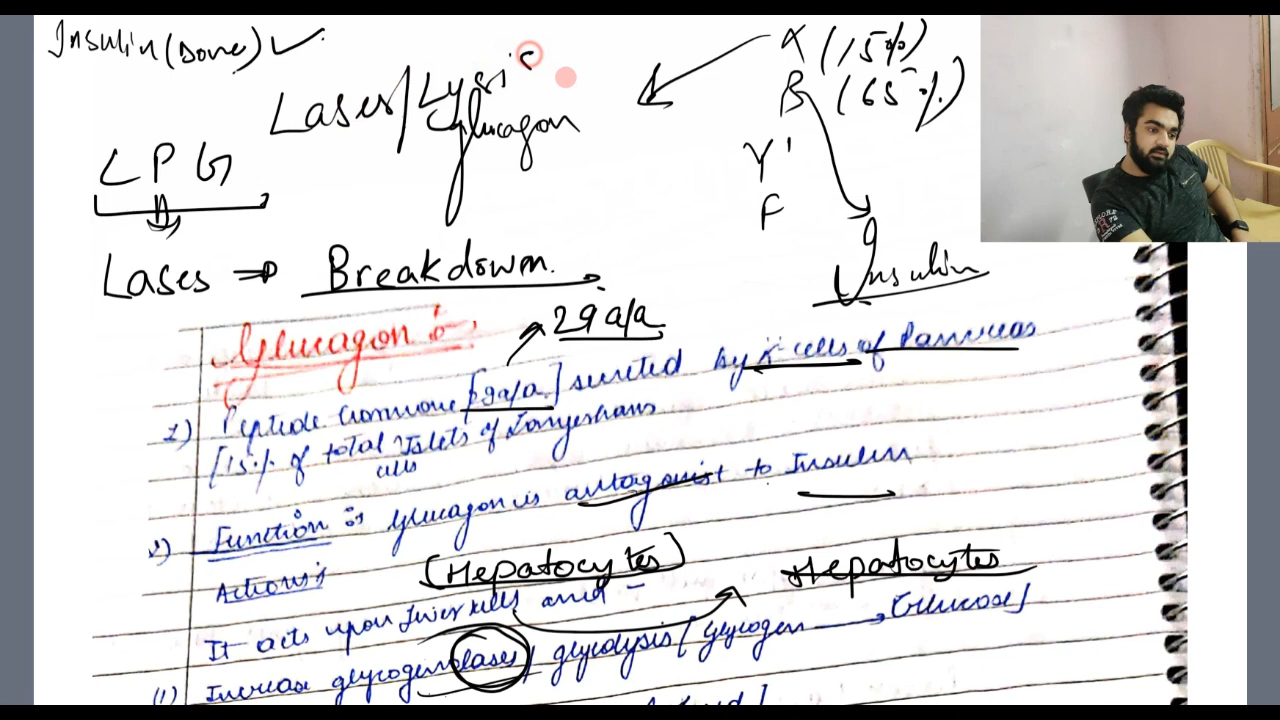 Insulin (Done) ✓
α (15%)
β (65%)
γ'
F
Lases/Lysis
Glucagon
LPG
Insulin
Lases ⇒ Breakdown.
29 a/a
Glucagon :-
1) Peptide hormone [29a/a] secreted by α-cells of Pancreas
[15% of total Islets of Langerhans
cells
2) Function :- Glucagon is antagonist to Insulin
Actions:
(Hepatocytes)
Hepatocytes
It acts upon liver cells and -
(1) Increase glycogenolases / glycolysis [Glycogen → Glucose]